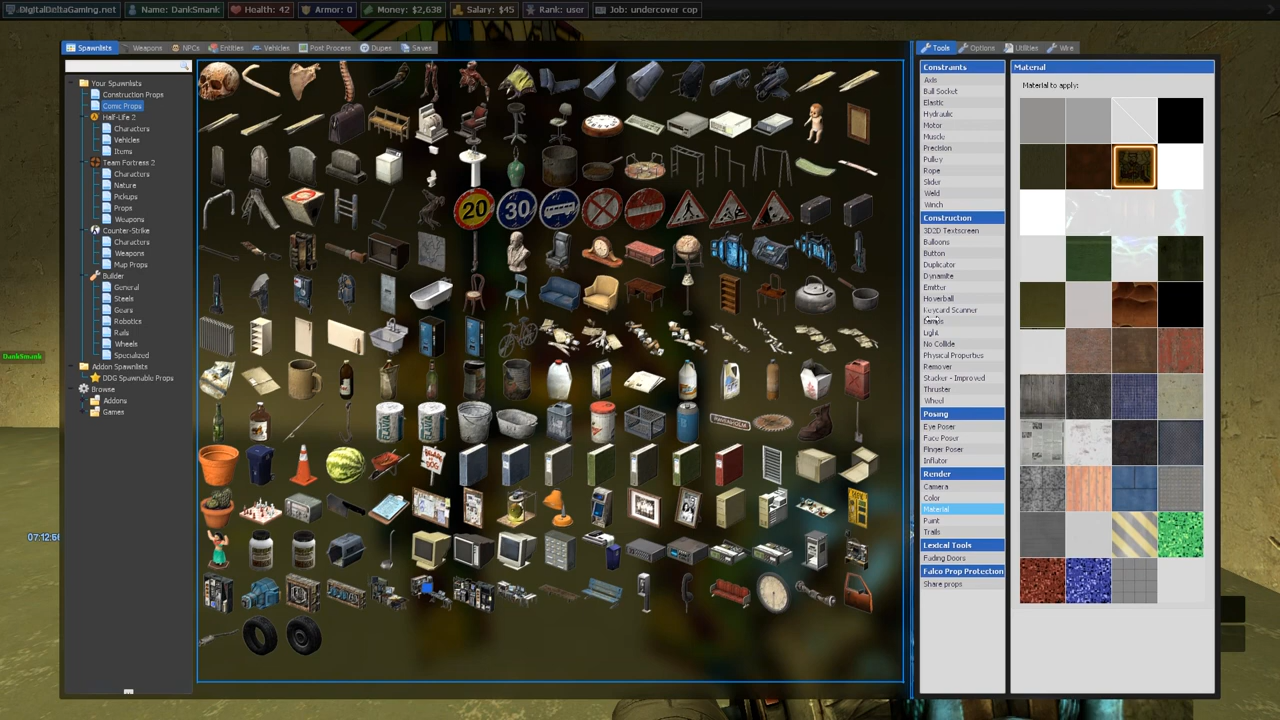 DigitalDeltaGaming.net
Name: DankSmank
Health: 42
Armor: 0
Money: $2,638
Salary: $45
Rank: user
Job: undercover cop
Spawnlists
Weapons
NPCs
Entities
Vehicles
Post Process
Dupes
Saves
Your Spawnlists
Construction Props
Comic Props
Half-Life 2
Characters
Vehicles
Items
Team Fortress 2
Characters
Nature
Pickups
Props
Weapons
Counter-Strike
Characters
Weapons
Map Props
Builder
General
Steels
Gears
Robotics
Rails
Wheels
Specialized
Addon Spawnlists
DDG Spawnable Props
Browse
Addons
Games
20
30
DankSmank
Tools
Options
Utilities
Wire
Constraints
Axis
Ball Socket
Elastic
Hydraulic
Motor
Muscle
Precision
Pulley
Rope
Slider
Weld
Winch
Construction
3D2D Textscreen
Balloons
Button
Duplicator
Dynamite
Emitter
Hoverball
Keycard Scanner
Lamps
Light
No Collide
Physical Properties
Remover
Stacker - Improved
Thruster
Wheel
Posing
Eye Poser
Face Poser
Finger Poser
Inflator
Render
Camera
Color
Material
Paint
Trails
Lexical Tools
Fading Doors
Falco Prop Protection
Share props
Material
Material to apply: